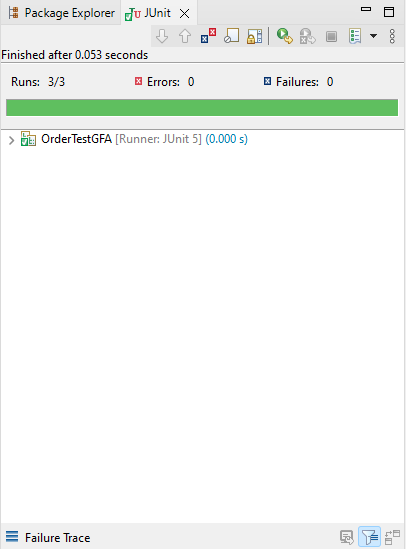 Package Explorer JUnit
Finished after 0.053 seconds
Runs: 3/3 Errors: 0 Failures: 0
OrderTestGFA [Runner: JUnit 5] (0.000 s)
Failure Trace